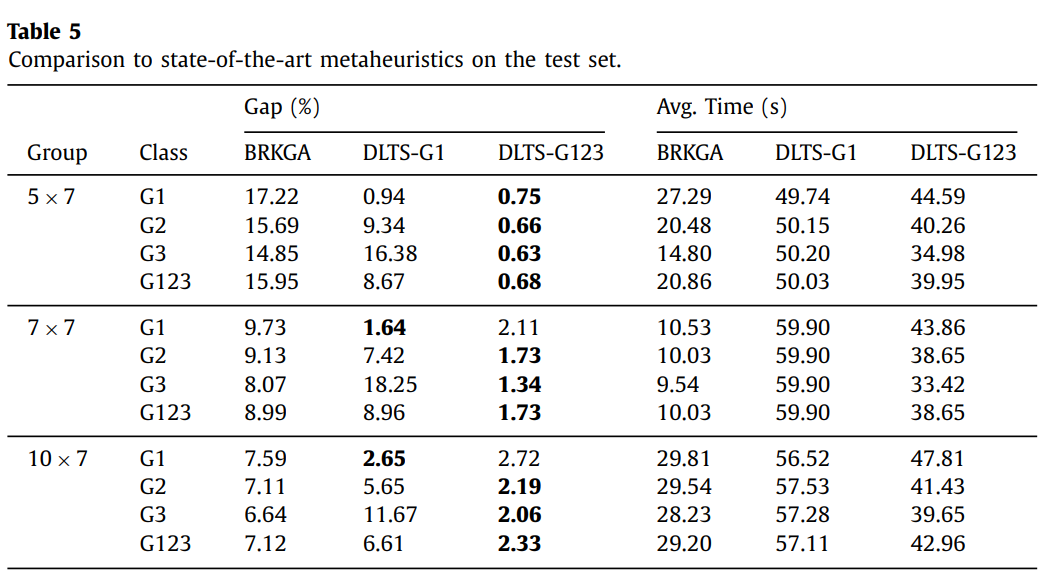 Table 5
Comparison to state-of-the-art metaheuristics on the test set.
Gap (%) Avg. Time (s)
Group Class BRKGA DLTS-G1 DLTS-G123 BRKGA DLTS-G1 DLTS-G123
5 × 7 G1 17.22 0.94 0.75 27.29 49.74 44.59
G2 15.69 9.34 0.66 20.48 50.15 40.26
G3 14.85 16.38 0.63 14.80 50.20 34.98
G123 15.95 8.67 0.68 20.86 50.03 39.95
7 × 7 G1 9.73 1.64 2.11 10.53 59.90 43.86
G2 9.13 7.42 1.73 10.03 59.90 38.65
G3 8.07 18.25 1.34 9.54 59.90 33.42
G123 8.99 8.96 1.73 10.03 59.90 38.65
10 × 7 G1 7.59 2.65 2.72 29.81 56.52 47.81
G2 7.11 5.65 2.19 29.54 57.53 41.43
G3 6.64 11.67 2.06 28.23 57.28 39.65
G123 7.12 6.61 2.33 29.20 57.11 42.96